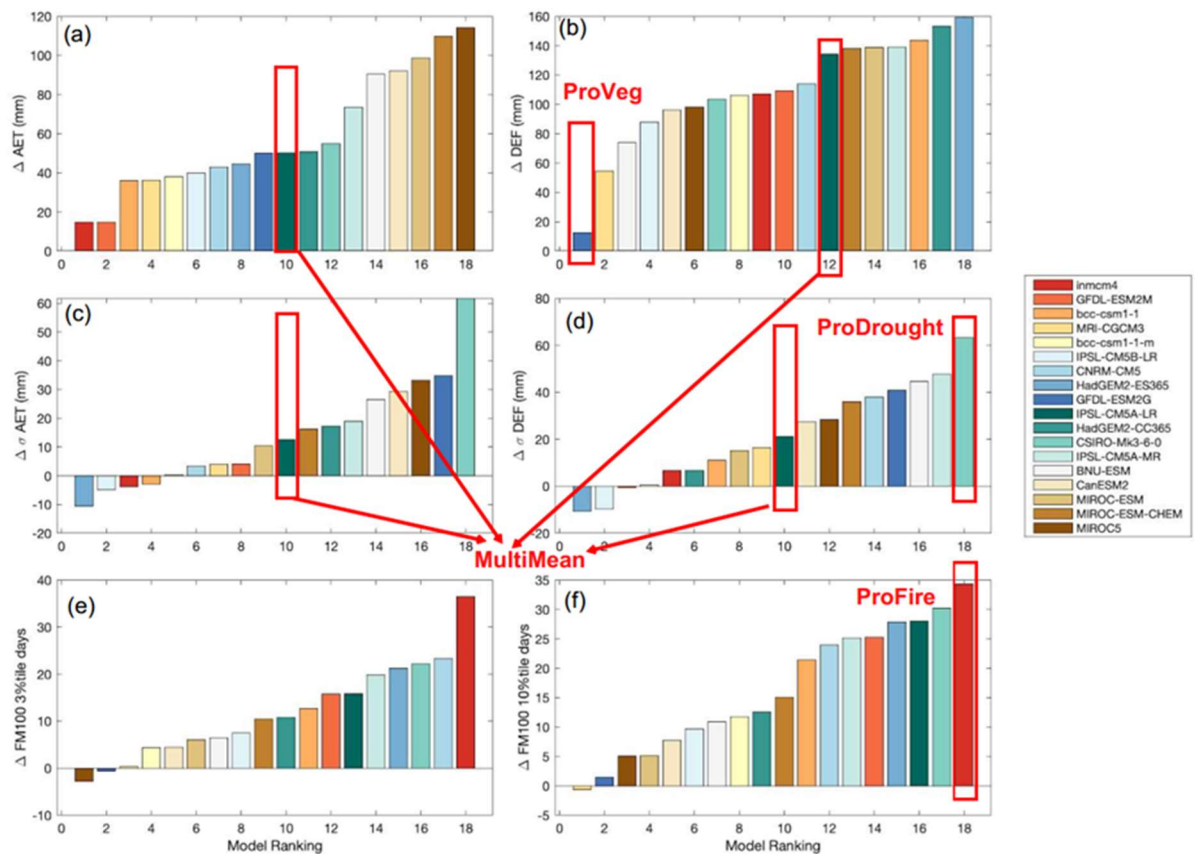 (a)
Δ AET (mm)
120
100
80
60
40
20
0
0 2 4 6 8 10 12 14 16 18
(b)
ProVeg
Δ DEF (mm)
160
140
120
100
80
60
40
20
0
0 2 4 6 8 10 12 14 16 18
(c)
Δ σ AET (mm)
60
50
40
30
20
10
0
-10
-20
0 2 4 6 8 10 12 14 16 18
(d)
ProDrought
Δ σ DEF (mm)
80
60
40
20
0
-20
0 2 4 6 8 10 12 14 16 18
MultiMean
(e)
Δ FM100 3%tile days
40
30
20
10
0
-10
0 2 4 6 8 10 12 14 16 18
Model Ranking
(f)
ProFire
Δ FM100 10%tile days
35
30
25
20
15
10
5
0
-5
0 2 4 6 8 10 12 14 16 18
Model Ranking
inmcm4
GFDL-ESM2M
bcc-csm1-1
MRI-CGCM3
bcc-csm1-1-m
IPSL-CM5B-LR
CNRM-CM5
HadGEM2-ES365
GFDL-ESM2G
IPSL-CM5A-LR
HadGEM2-CC365
CSIRO-Mk3-6-0
IPSL-CM5A-MR
BNU-ESM
CanESM2
MIROC-ESM
MIROC-ESM-CHEM
MIROC5